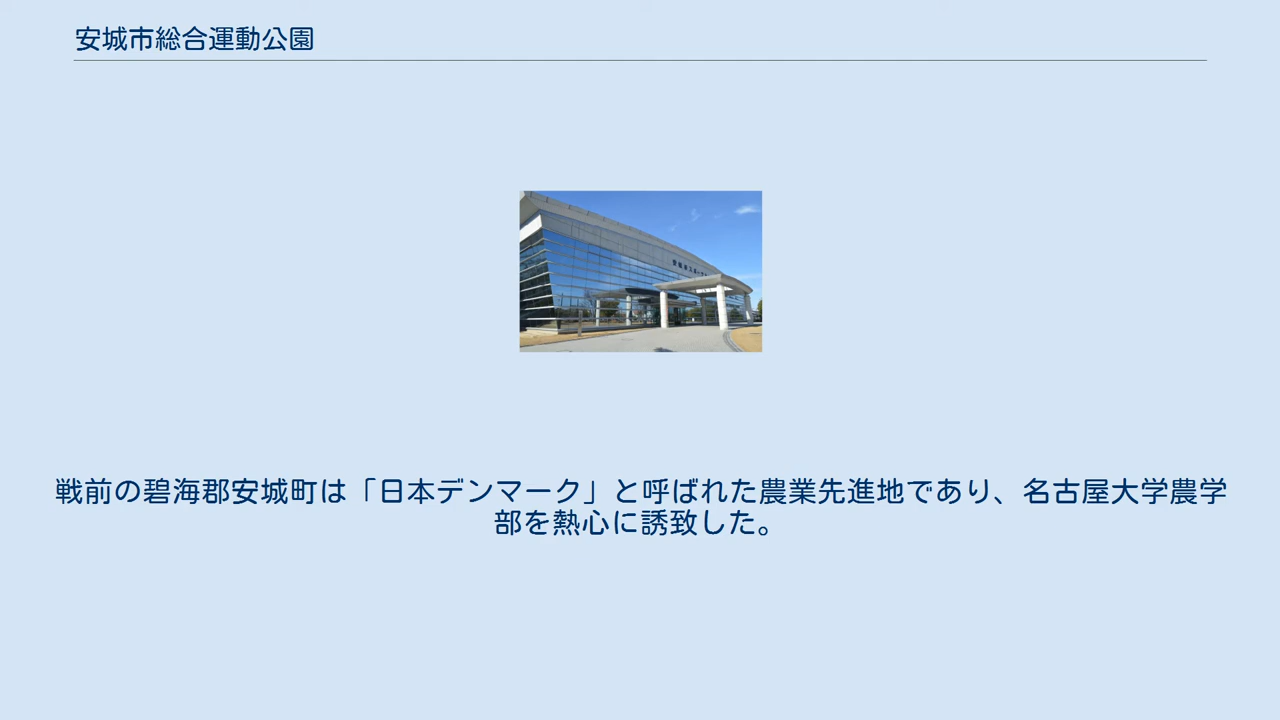 安城市総合運動公園
戦前の碧海郡安城町は「日本デンマーク」と呼ばれた農業先進地であり、名古屋大学農学
部を熱心に誘致した。